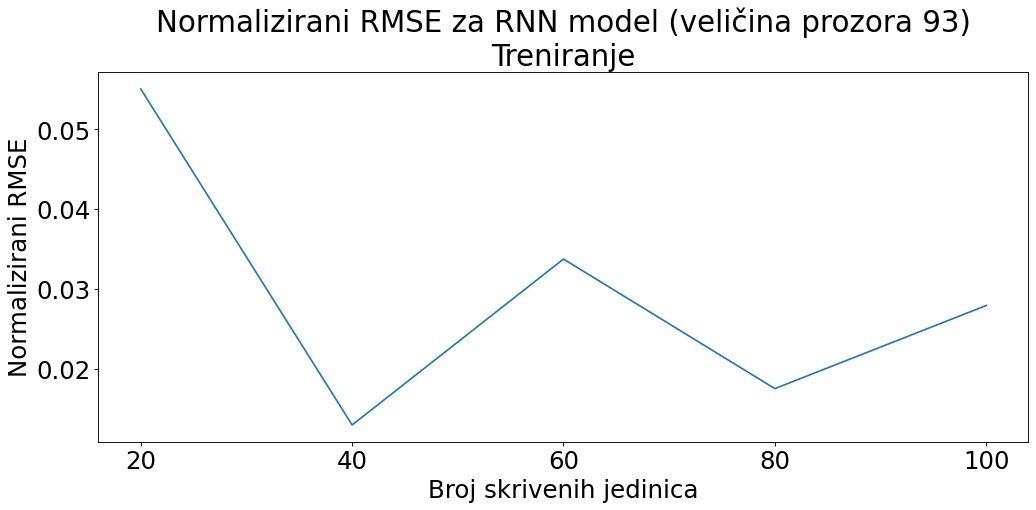 Normalizirani RMSE za RNN model (veličina prozora 93)
Treniranje
Normalizirani RMSE
0.05
0.04
0.03
0.02
20 40 60 80 100
Broj skrivenih jedinica